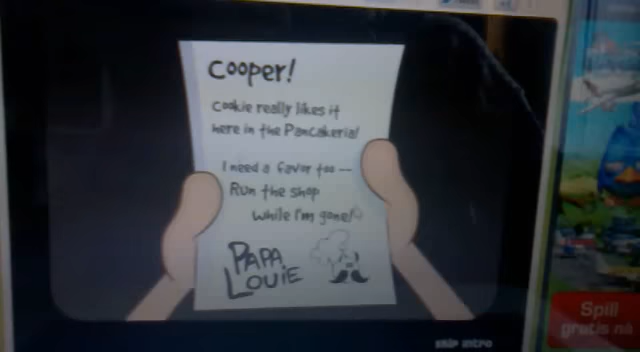 Cooper!
Cookie really likes it
here in the Pancakeria!
I need a favor too --
Run the shop
while I'm gone!
PAPA
LOUIE
skip intro
Spill
gratis nå